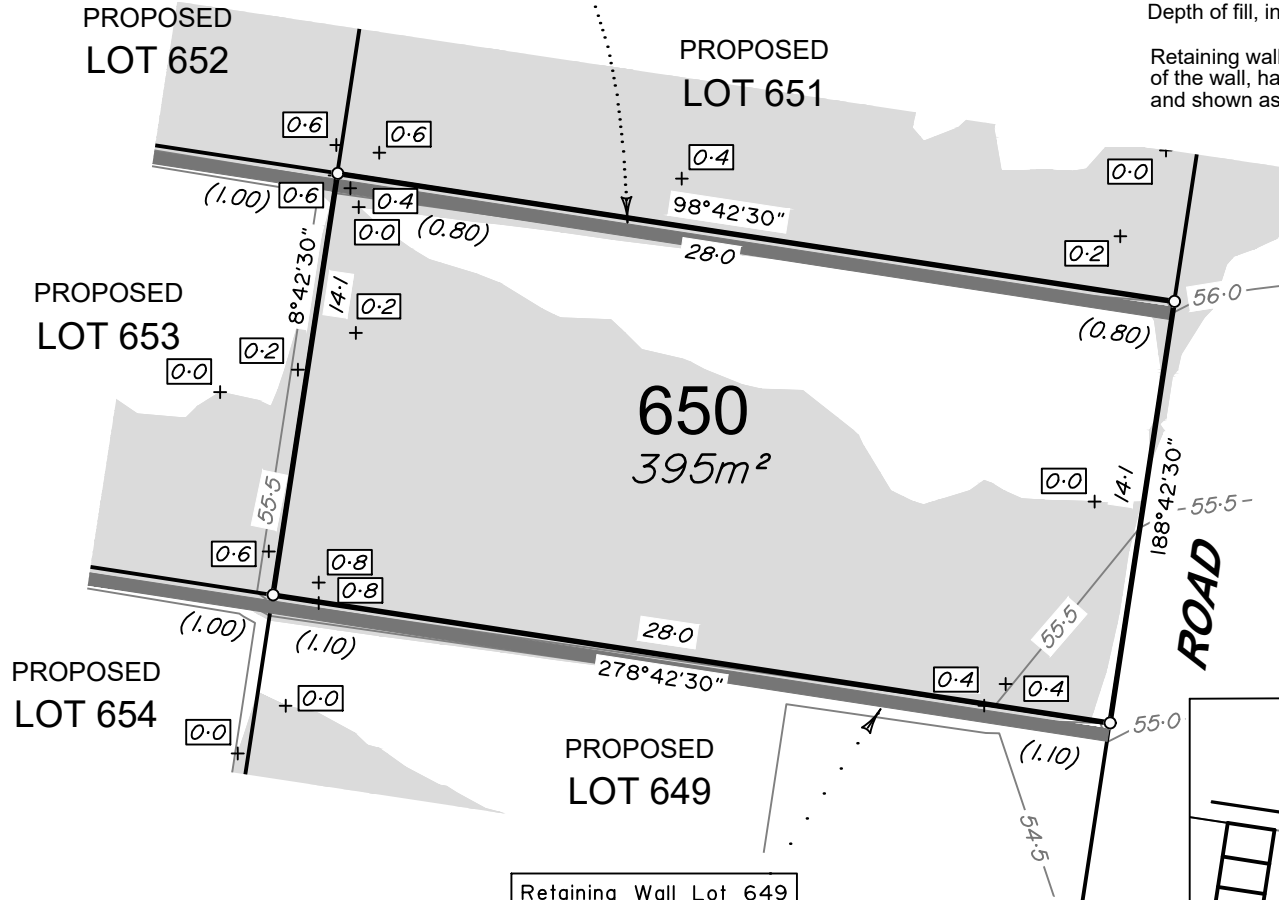 PROPOSED
LOT 652
PROPOSED
LOT 651
Depth of fill, in
Retaining wall
of the wall, ha
and shown as
0·6
0·6
0·4
0·0
(1.00)
0·6
0·4
0·0
(0.80)
98°42'30"
28·0
0·2
56·0
(0.80)
8°42'30"
14·1
0·2
PROPOSED
LOT 653
0·2
0·0
650
395m²
55·5
0·0
14·1
188°42'30"
55·5
ROAD
0·6
0·8
0·8
(1.00)
(1.10)
28·0
278°42'30"
55·5
0·4
0·4
(1.10)
55·0
PROPOSED
LOT 654
0·0
0·0
PROPOSED
LOT 649
54·5
Retaining Wall Lot 649